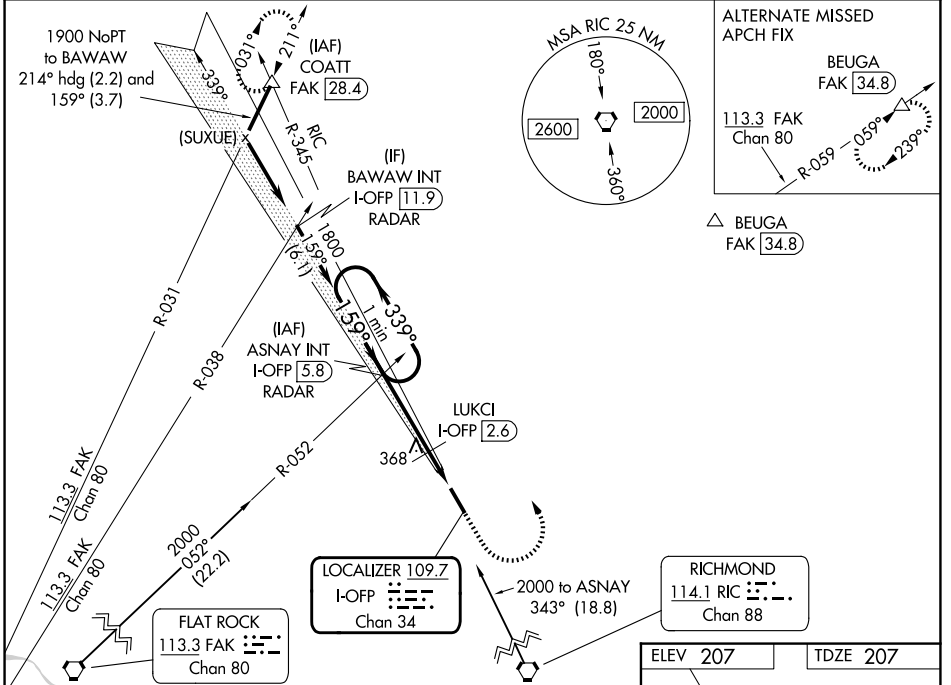 1900 NoPT
to BAWAW
214° hdg (2.2) and
159° (3.7)
339°
031°
211°
(IAF)
COATT
FAK 28.4
(SUXUE)
RIC
R-345
(IF)
BAWAW INT
I-OFP 11.9
RADAR
MSA RIC 25 NM
180°
2600
2000
360°
ALTERNATE MISSED
APCH FIX
BEUGA
FAK 34.8
113.3 FAK
Chan 80
R-059
059°
239°
BEUGA
FAK 34.8
159°
(6.1)
1800
1 min
159°
339°
R-031
R-038
(IAF)
ASNAY INT
I-OFP 5.8
RADAR
LUKCI
I-OFP 2.6
368
R-052
113.3 FAK
Chan 80
113.3 FAK
Chan 80
2000
052°
(22.2)
FLAT ROCK
113.3 FAK
Chan 80
LOCALIZER 109.7
I-OFP
Chan 34
2000 to ASNAY
343° (18.8)
RICHMOND
114.1 RIC
Chan 88
ELEV 207
TDZE 207